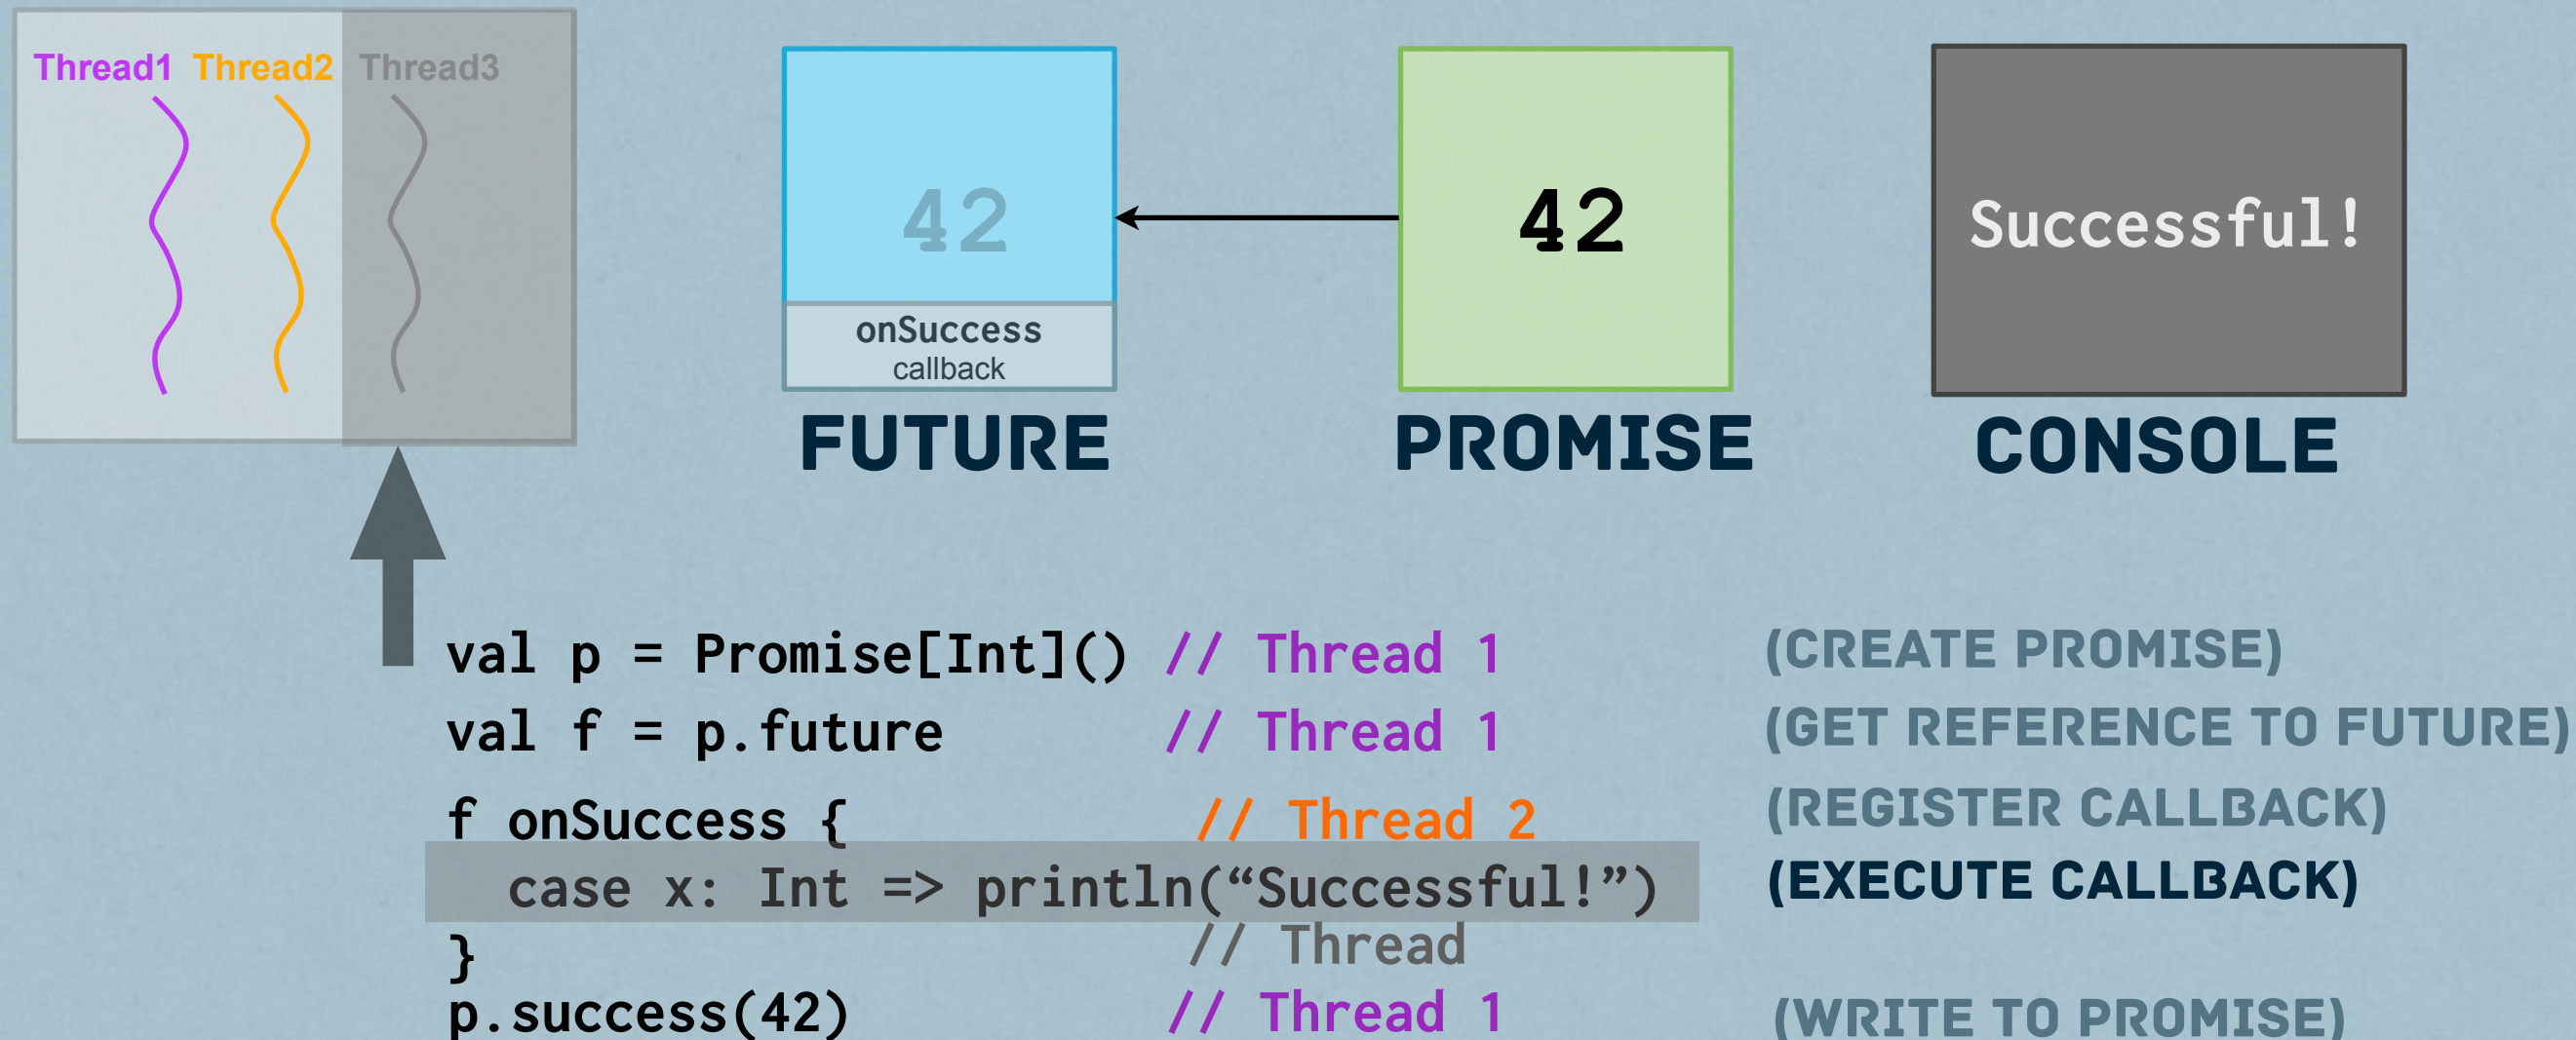 Thread1 Thread2 Thread3
42
onSuccess
callback
FUTURE
42
PROMISE
Successful!
CONSOLE
val p = Promise[Int]() // Thread 1 (CREATE PROMISE)
val f = p.future // Thread 1 (GET REFERENCE TO FUTURE)
f onSuccess { // Thread 2 (REGISTER CALLBACK)
case x: Int => println(“Successful!”) (EXECUTE CALLBACK)
} // Thread
p.success(42) // Thread 1 (WRITE TO PROMISE)